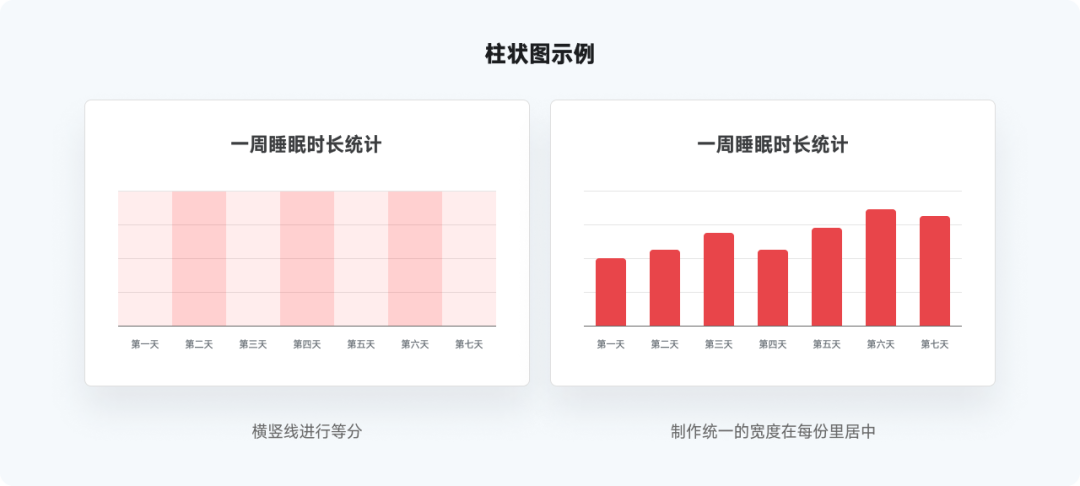 柱状图示例
一周睡眠时长统计
第一天 第二天 第三天 第四天 第五天 第六天 第七天
横竖线进行等分
一周睡眠时长统计
第一天 第二天 第三天 第四天 第五天 第六天 第七天
制作统一的宽度在每份里居中